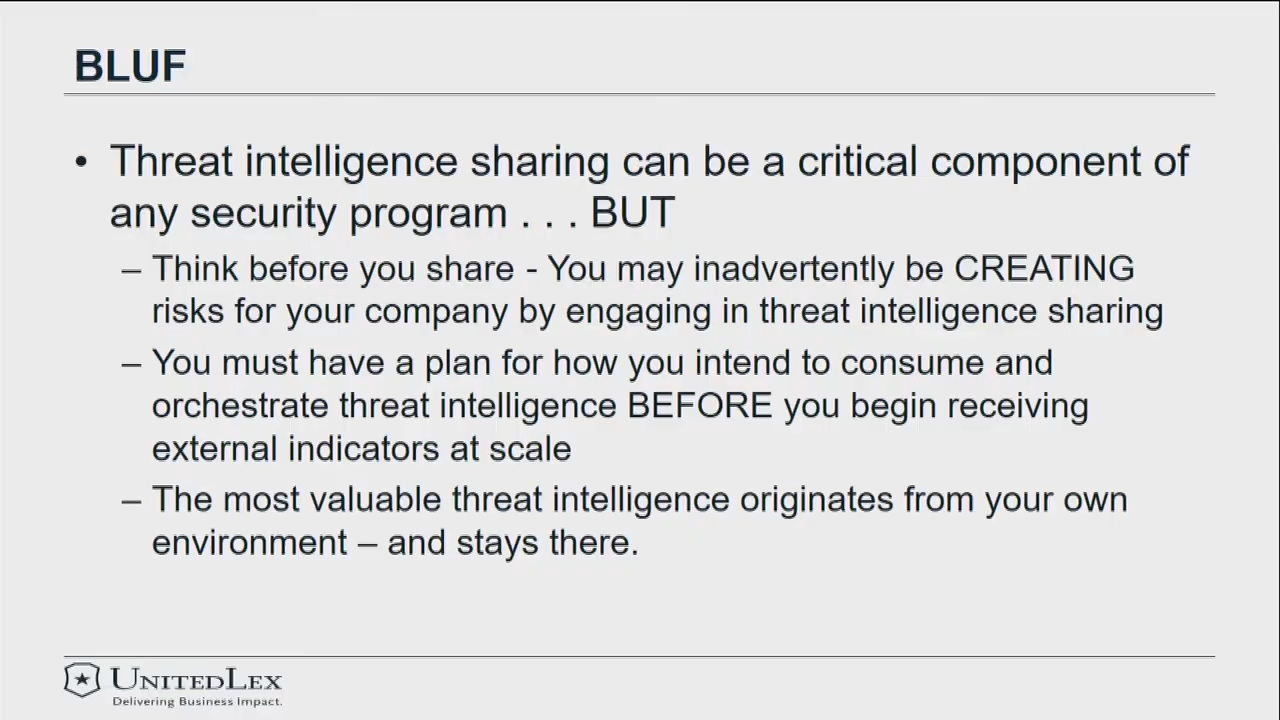 BLUF
• Threat intelligence sharing can be a critical component of
any security program . . . BUT
– Think before you share - You may inadvertently be CREATING
risks for your company by engaging in threat intelligence sharing
– You must have a plan for how you intend to consume and
orchestrate threat intelligence BEFORE you begin receiving
external indicators at scale
– The most valuable threat intelligence originates from your own
environment – and stays there.
UNITEDLEX
Delivering Business Impact.